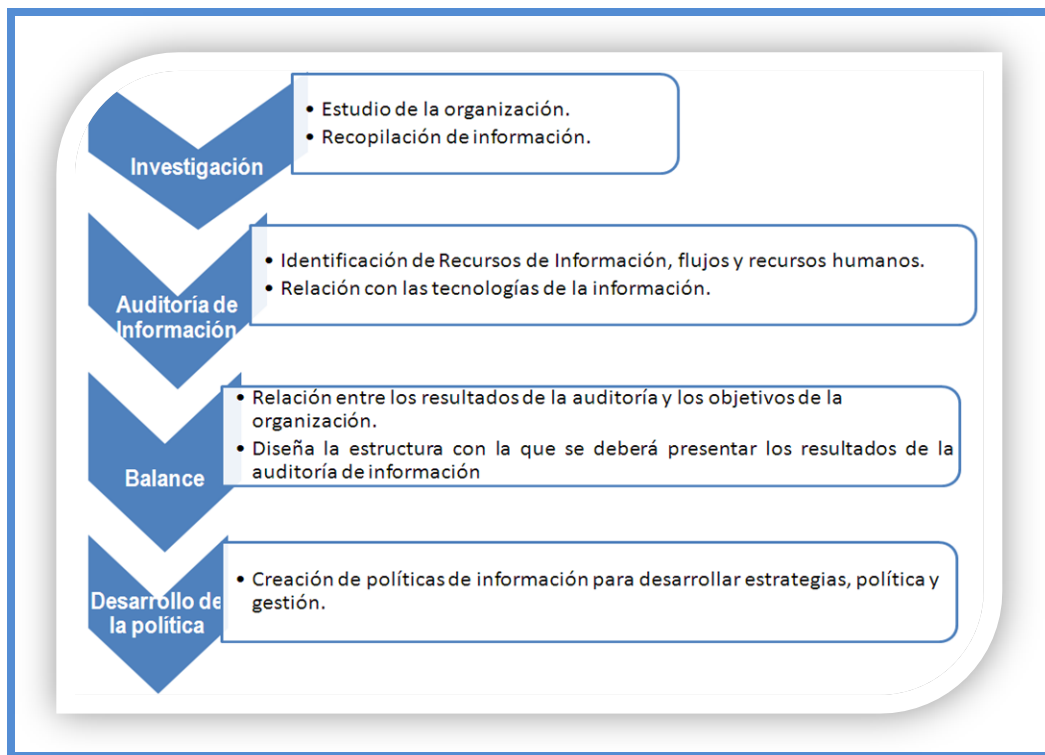 Investigación
• Estudio de la organización.
• Recopilación de información.
Auditoría de
Información
• Identificación de Recursos de Información, flujos y recursos humanos.
• Relación con las tecnologías de la información.
Balance
• Relación entre los resultados de la auditoría y los objetivos de la
organización.
• Diseña la estructura con la que se deberá presentar los resultados de la
auditoría de información
Desarrollo de
la política
• Creación de políticas de información para desarrollar estrategias, política y
gestión.